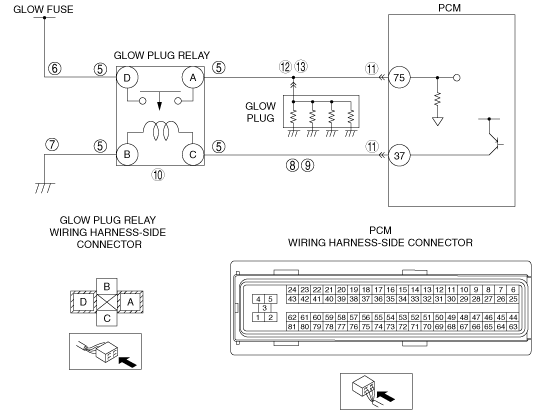 GLOW FUSE
PCM
GLOW PLUG RELAY
6 5 D A 5 12 13 11 75
GLOW
PLUG
7 5 B C 5 8 9 11 37
10
GLOW PLUG RELAY
WIRING HARNESS-SIDE
CONNECTOR
PCM
WIRING HARNESS-SIDE CONNECTOR
B
D A
C
24 23 22 21 20 19 18 17 16 15 14 13 12 11 10 9 8 7 6
4 5 43 42 41 40 39 38 37 36 35 34 33 32 31 30 29 28 27 26 25
3
1 2 62 61 60 59 58 57 56 55 54 53 52 51 50 49 48 47 46 45 44
81 80 79 78 77 76 75 74 73 72 71 70 69 68 67 66 65 64 63